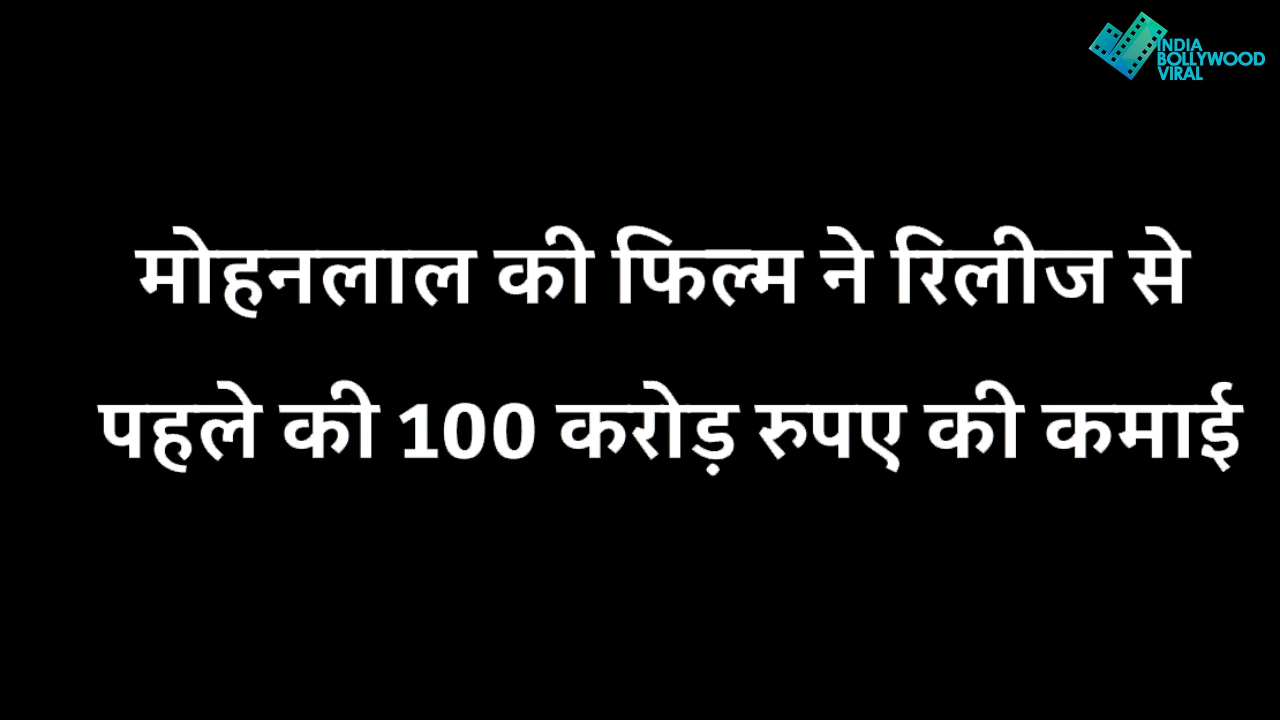 INDIA
BOLLYWOOD
VIRAL
मोहनलाल की फिल्म ने रिलीज से
पहले की 100 करोड़ रुपए की कमाई